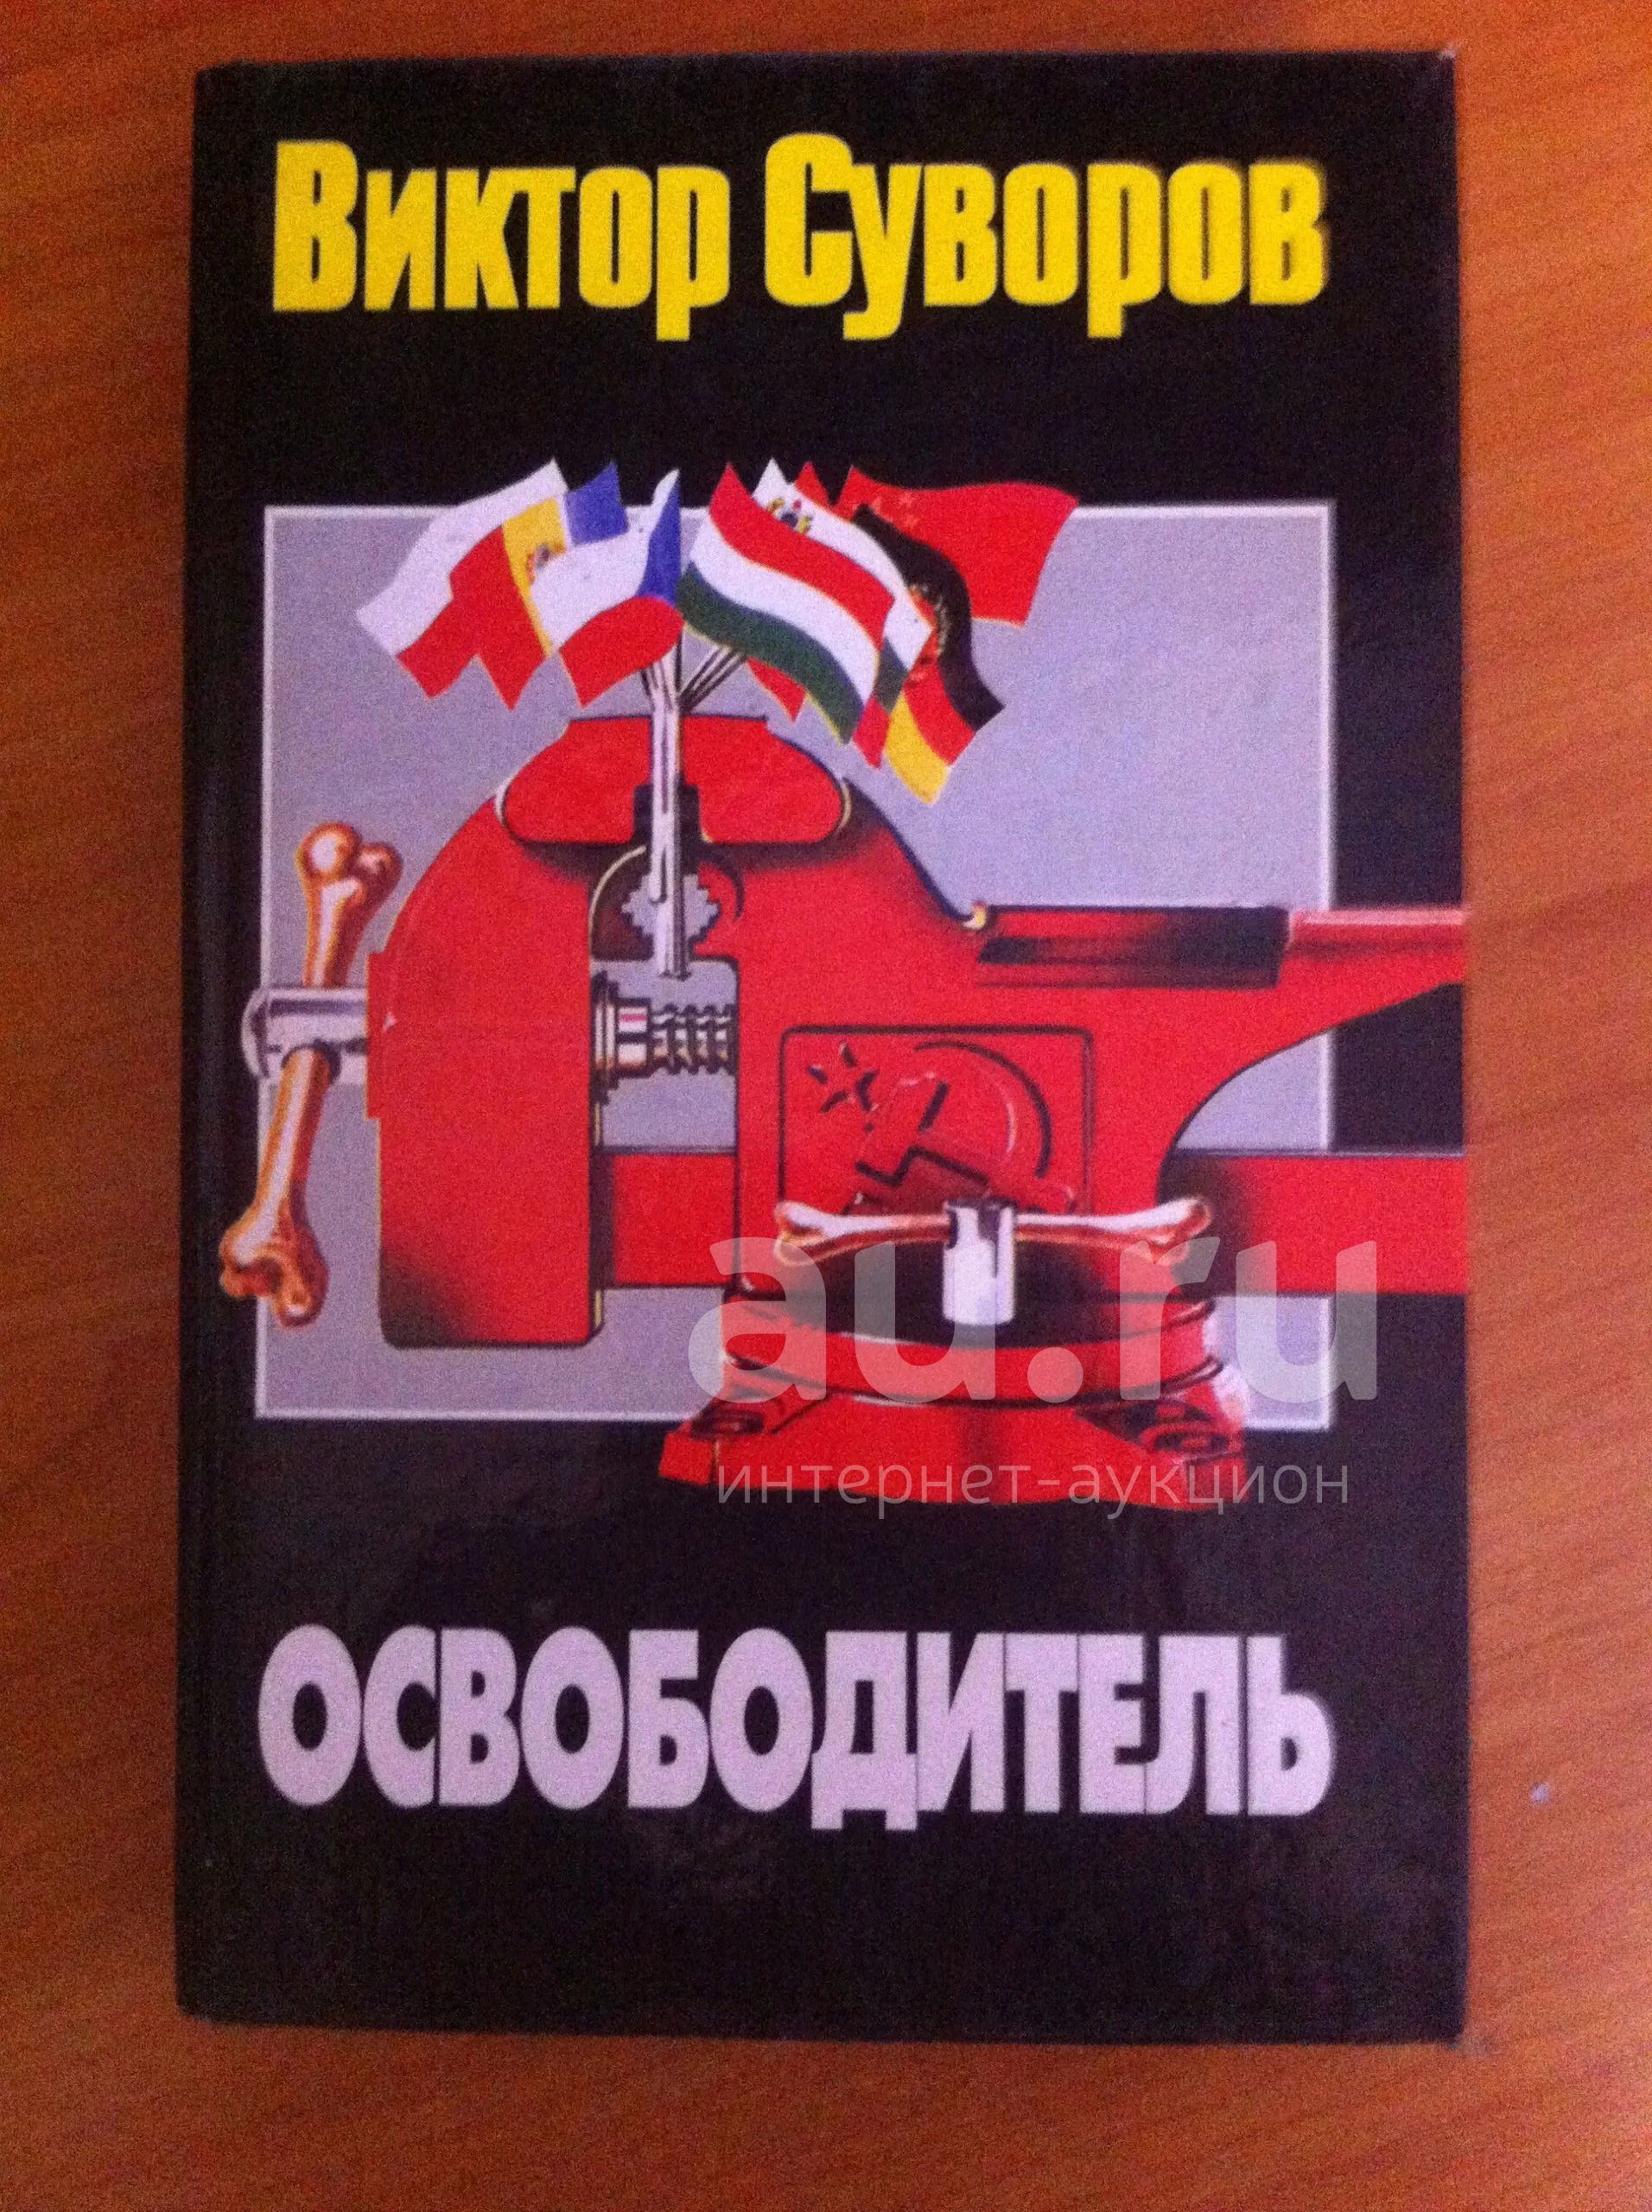 Виктор Суворов
au.ru
интернет-аукцион
ОСВОБОДИТЕЛЬ